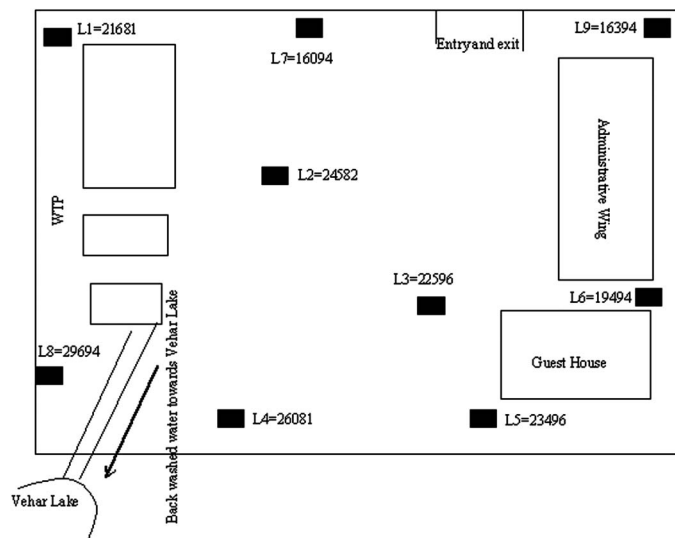 L1=21681
L7=16094
Entryand exit
L9=16394
Administrative Wing
L2=24582
WTP
L3=22596
L6=19494
L8=29694
Guest House
Back washed water towards Vehar Lake
L4=26081
L5=23496
Vehar Lake